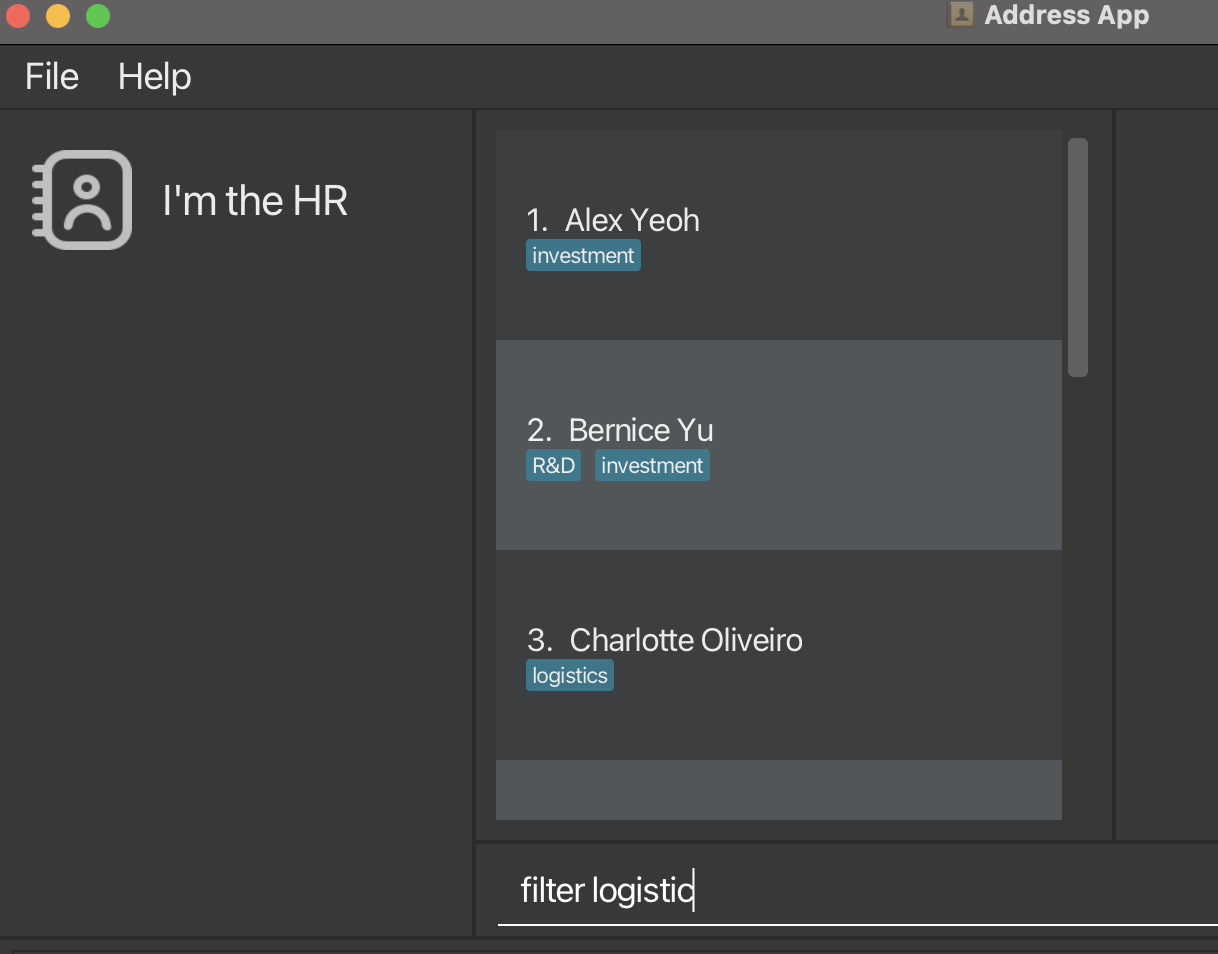 Address App
File Help
I'm the HR
1. Alex Yeoh
investment
2. Bernice Yu
R&D investment
3. Charlotte Oliveiro
logistics
filter logistic